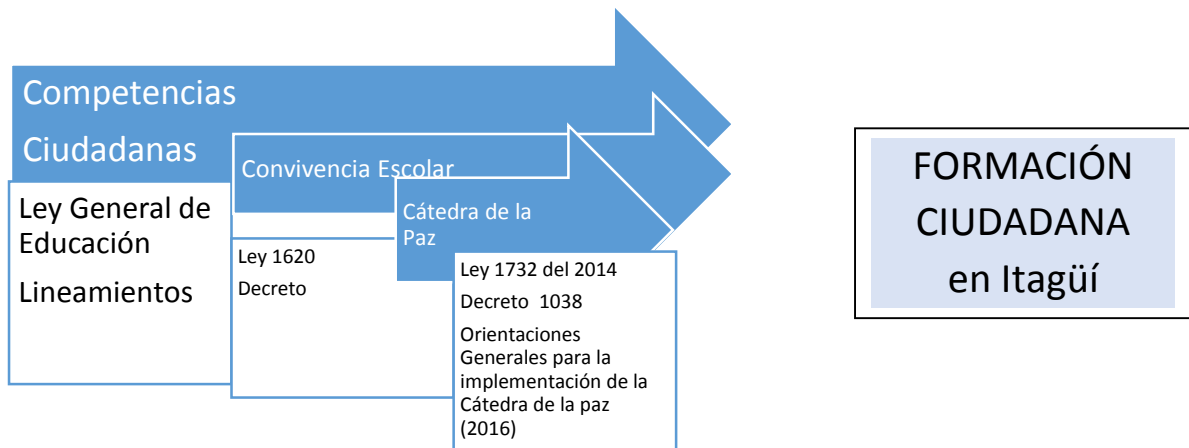 Competencias
Ciudadanas
Ley General de
Educación
Lineamientos
Convivencia Escolar
Ley 1620
Decreto
Cátedra de la
Paz
Ley 1732 del 2014
Decreto 1038
Orientaciones
Generales para la
implementación de la
Cátedra de la paz
(2016)
FORMACIÓN
CIUDADANA
en Itagüí